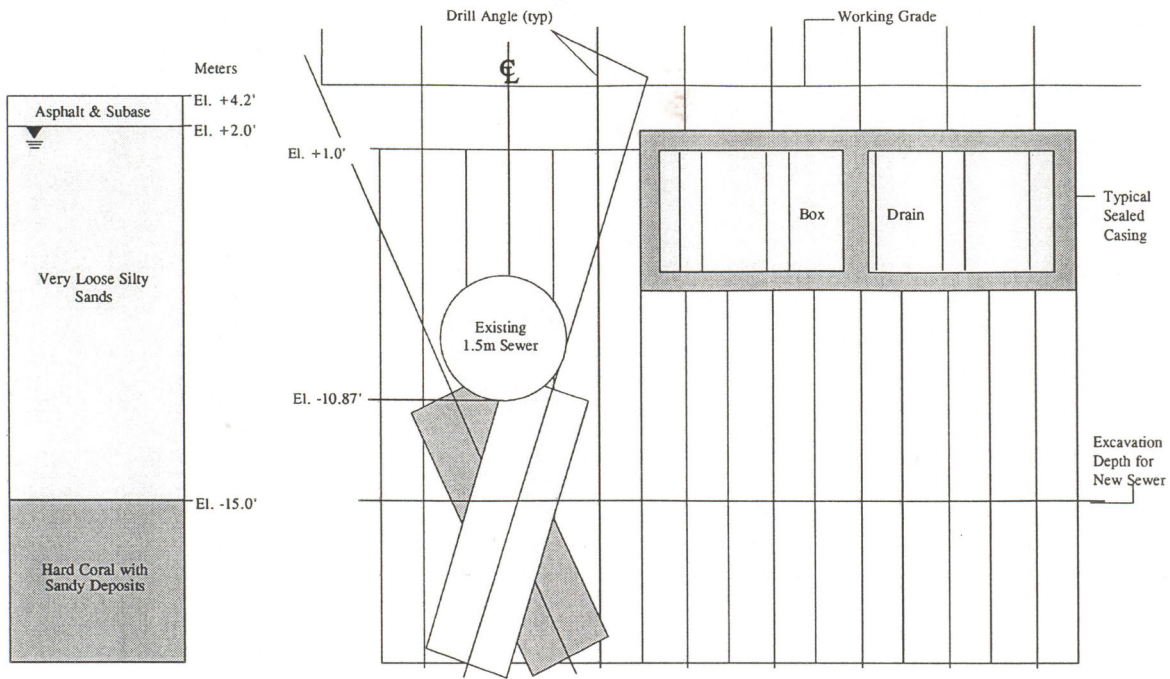 Drill Angle (typ)
Working Grade
Meters
℄
El. +4.2'
Asphalt & Subase
El. +2.0'
El. +1.0'
Box
Drain
Typical
Sealed
Casing
Very Loose Silty
Sands
Existing
1.5m Sewer
El. -10.87'
Excavation
Depth for
New Sewer
El. -15.0'
Hard Coral with
Sandy Deposits